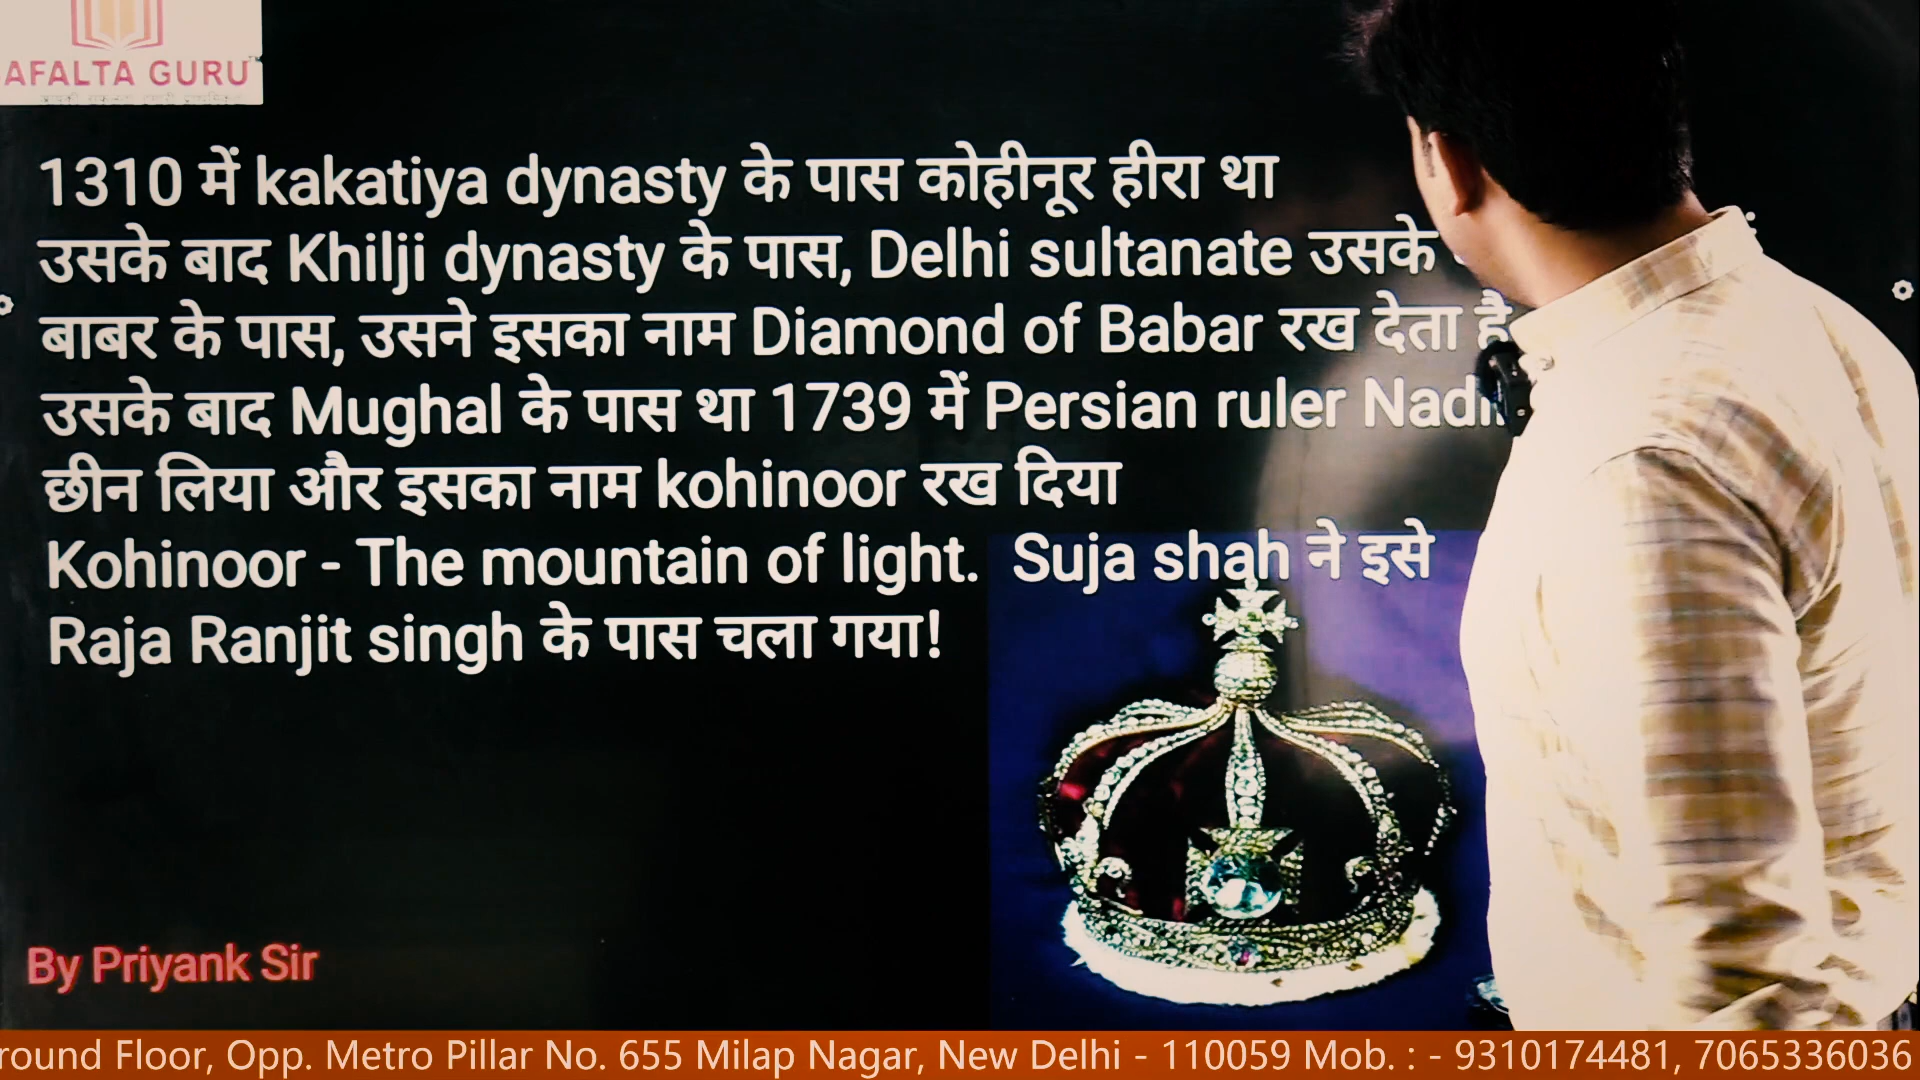 AFALTA GURU
1310 में kakatiya dynasty के पास कोहीनूर हीरा था
उसके बाद Khilji dynasty के पास, Delhi sultanate उसके
बाबर के पास, उसने इसका नाम Diamond of Babar रख देता है
उसके बाद Mughal के पास था 1739 में Persian ruler Nadi
छीन लिया और इसका नाम kohinoor रख दिया
Kohinoor - The mountain of light. Suja shah ने इसे
Raja Ranjit singh के पास चला गया!
By Priyank Sir
round Floor, Opp. Metro Pillar No. 655 Milap Nagar, New Delhi - 110059 Mob. : - 9310174481, 7065336036